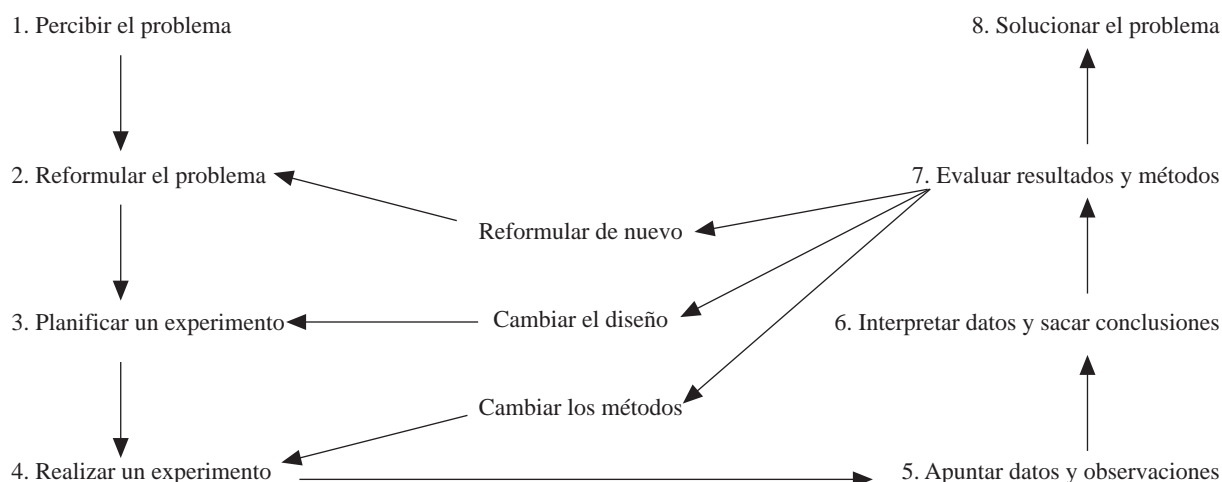 1. Percibir el problema
8. Solucionar el problema
2. Reformular el problema
7. Evaluar resultados y métodos
Reformular de nuevo
3. Planificar un experimento
Cambiar el diseño
6. Interpretar datos y sacar conclusiones
Cambiar los métodos
4. Realizar un experimento
5. Apuntar datos y observaciones